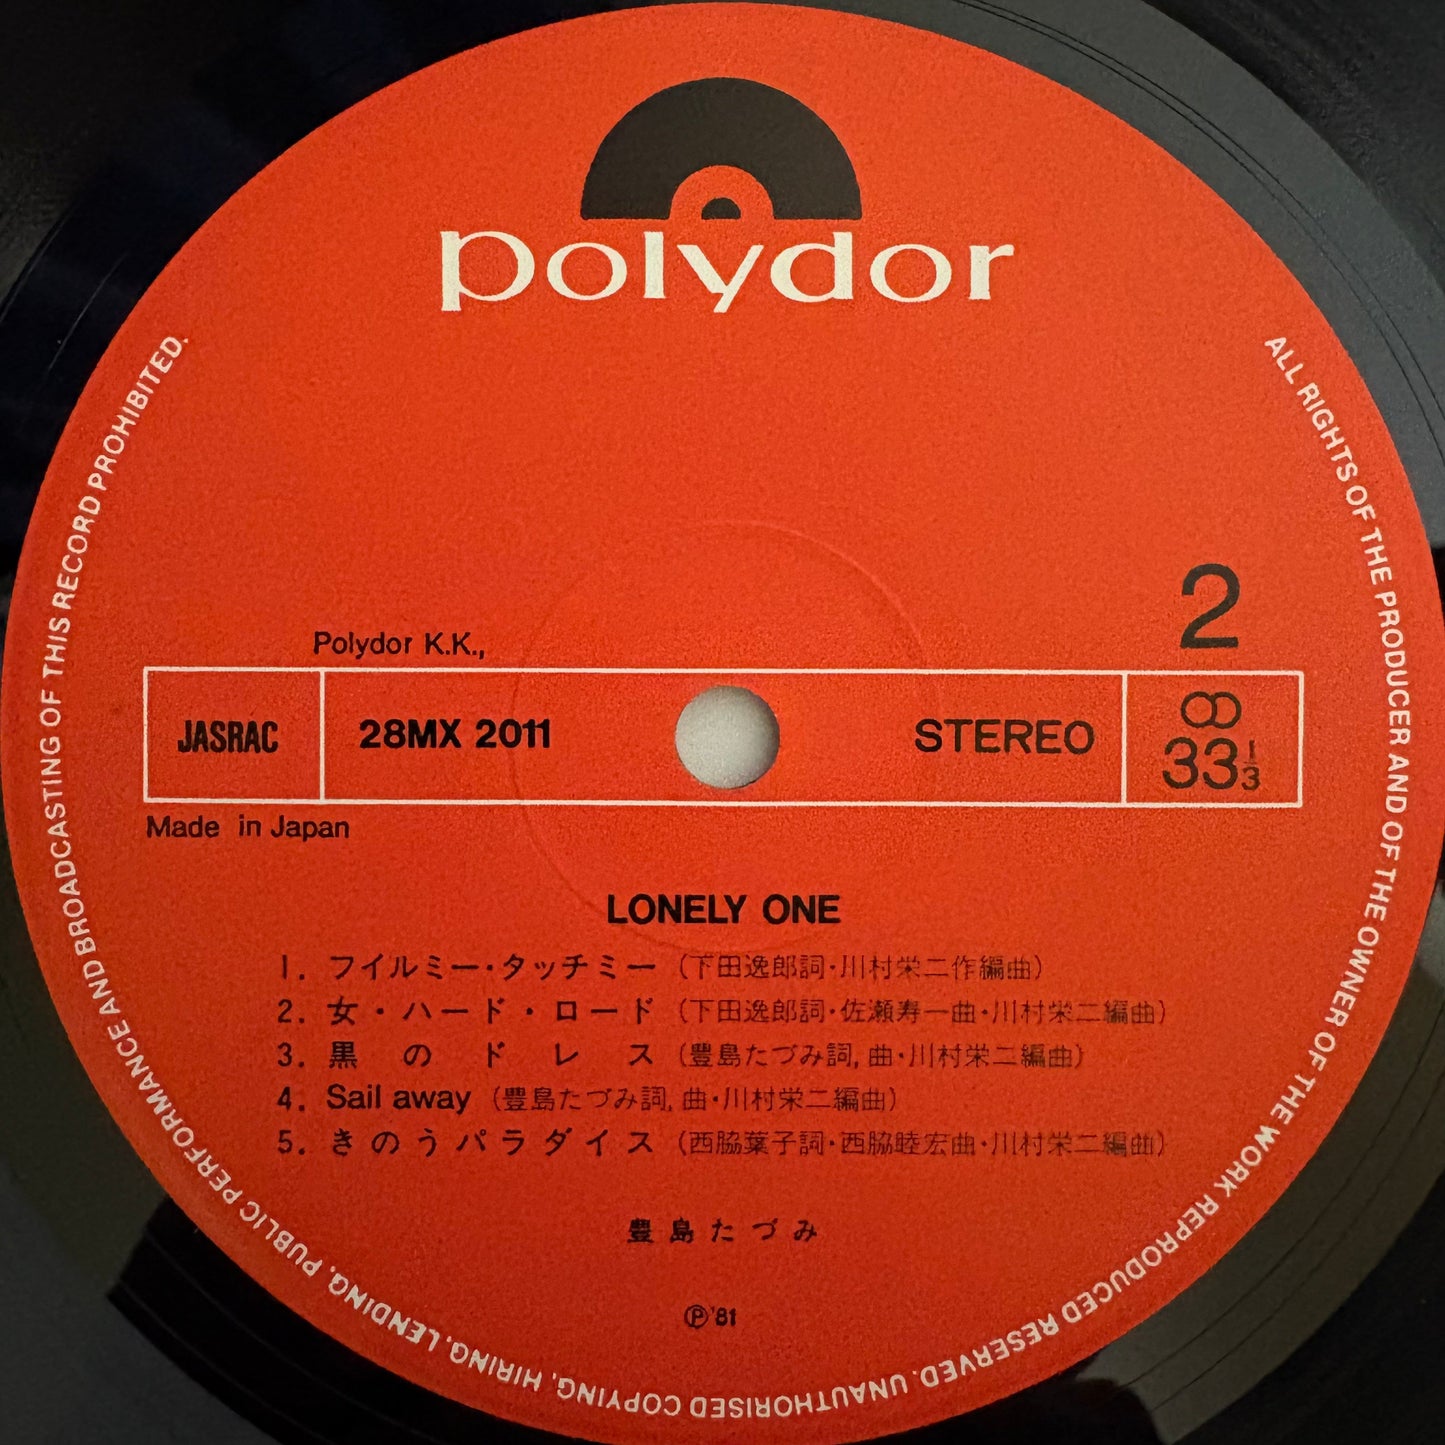 polydor
ALL RIGHTS OF THE PRODUCER AND OF THE OWNER OF THE WORK REPRODUCED RESERVED. UNAUTHORISED COPYING, HIRING, LENDING, PUBLIC PERFORMANCE AND BROADCASTING OF THIS RECORD PROHIBITED.
2
Polydor K.K.,
JASRAC 28MX 2011 STEREO 33 1/3
Made in Japan
LONELY ONE
1. フイルミー・タッチミー (下田逸郎詞・川村栄二作編曲)
2. 女・ハード・ロード (下田逸郎詞・佐瀬寿一曲・川村栄二編曲)
3. 黒のドレス (豊島たづみ詞, 曲・川村栄二編曲)
4. Sail away (豊島たづみ詞, 曲・川村栄二編曲)
5. きのうパラダイス (西脇葉子詞・西脇睦宏曲・川村栄二編曲)
豊島たづみ
℗'81